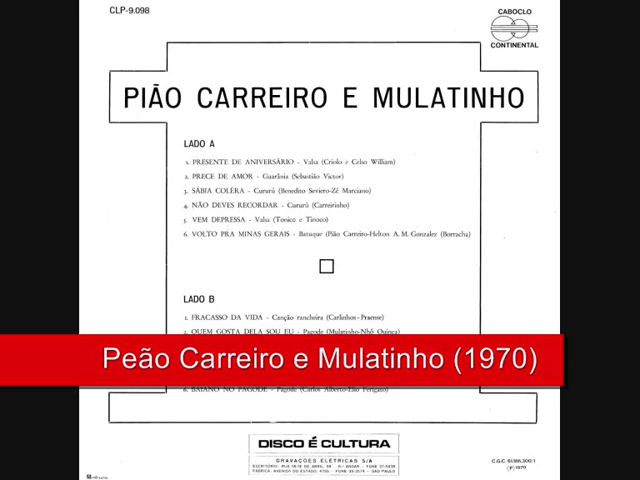 CLP-9.098
CABOCLO
CONTINENTAL
PIÃO CARREIRO E MULATINHO
LADO A
1. PRESENTE DE ANIVERSÁRIO - Valsa (Criolo e Celso William)
2. PRECE DE AMOR - Guarânia (Sebastião Victor)
3. SÁBIA COLÉRA - Cururú (Benedito Seviero-Zé Marciano)
4. NÃO DEVES RECORDAR - Cururú (Carreirinho)
5. VEM DEPRESSA - Valsa (Tonico e Tinoco)
6. VOLTO PRA MINAS GERAIS - Batuque (Pião Carreiro-Helton A. M. Gonzalez (Borracha)
LADO B
1. FRACASSO DA VIDA - Canção rancheira (Carlinhos-Praense)
2. QUEM GOSTA DELA SOU EU - Pagode (Mulatinho-Nhô Quinca)
Peão Carreiro e Mulatinho (1970)
6. BAIANO NO PAGODE - Pagode (Carlos Alberto-Elio Ferigato)
DISCO É CULTURA
GRAVAÇÕES ELÉTRICAS S/A
(P) 1970